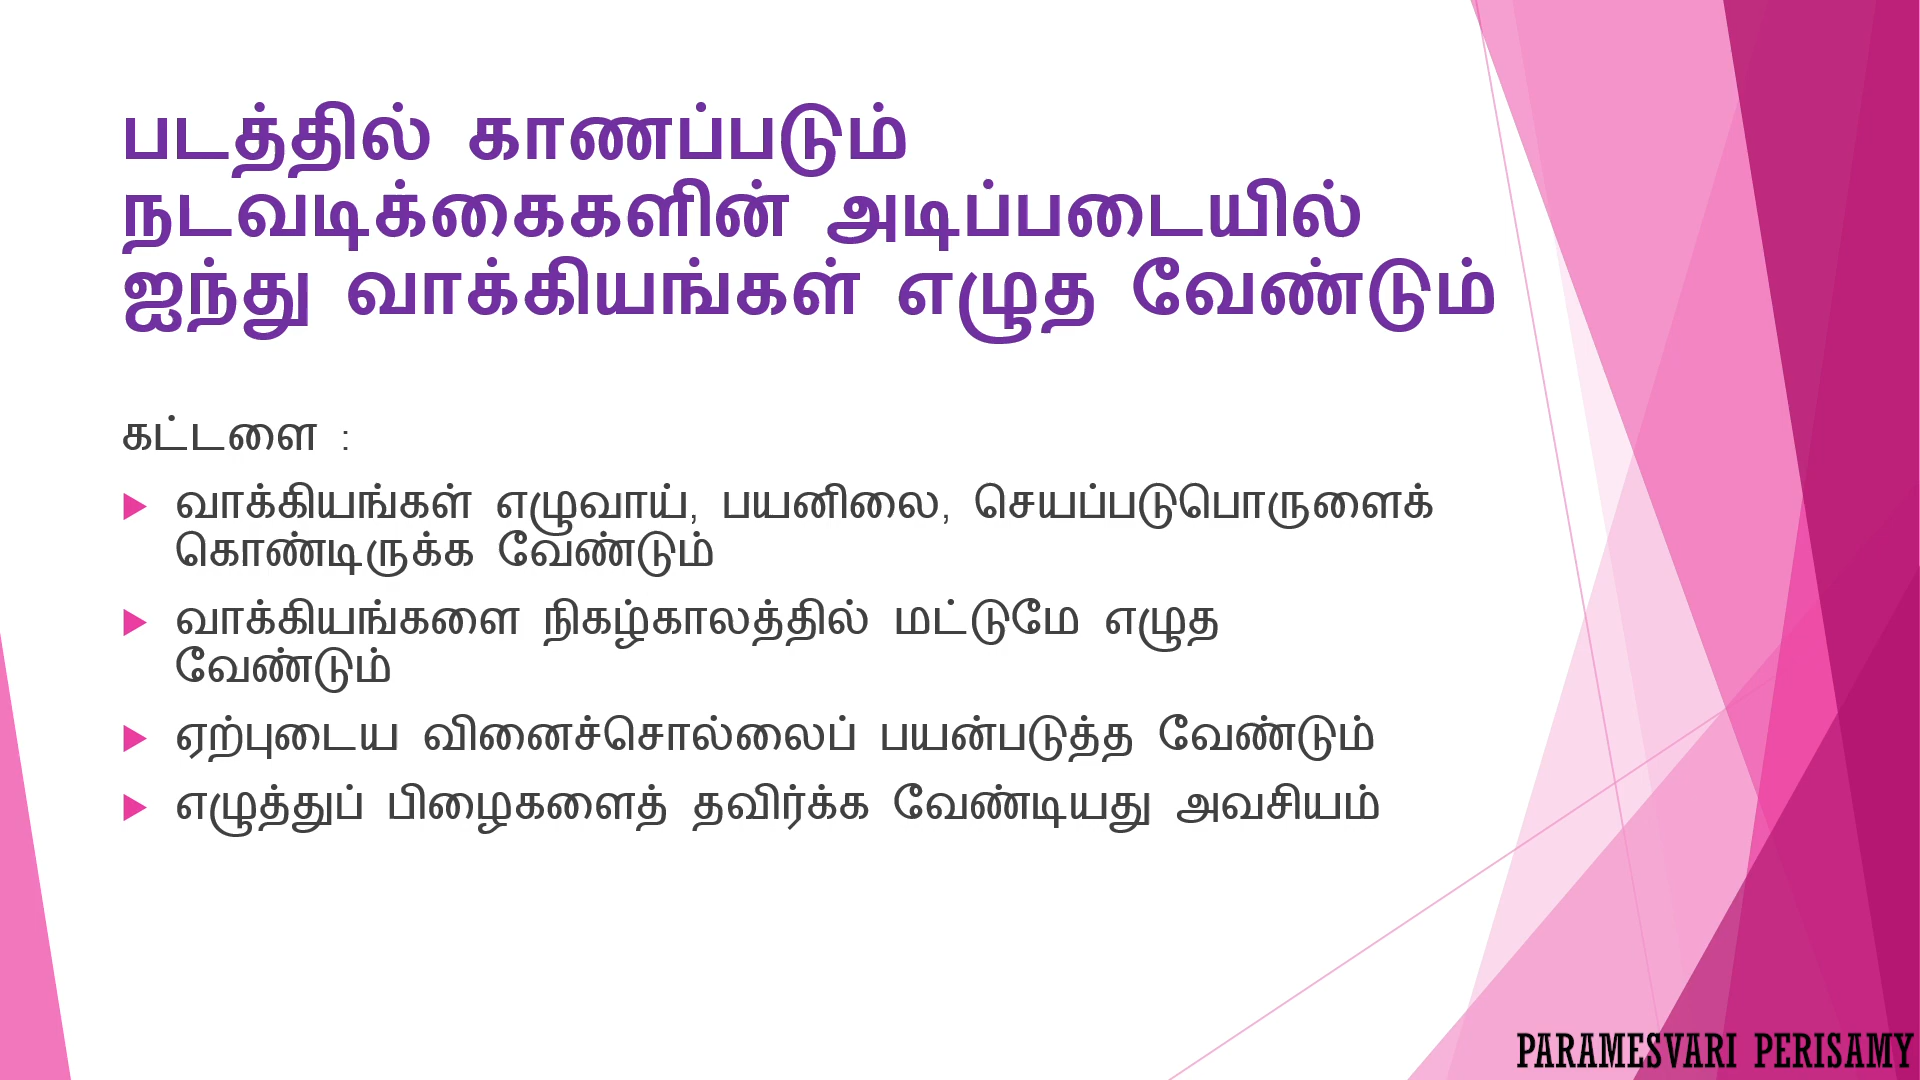 படத்தில் காணப்படும்
நடவடிக்கைகளின் அடிப்படையில்
ஐந்து வாக்கியங்கள் எழுத வேண்டும்
கட்டளை :
வாக்கியங்கள் எழுவாய், பயனிலை, செயப்படுபொருளைக்
கொண்டிருக்க வேண்டும்
வாக்கியங்களை நிகழ்காலத்தில் மட்டுமே எழுத
வேண்டும்
ஏற்புடைய வினைச்சொல்லைப் பயன்படுத்த வேண்டும்
எழுத்துப் பிழைகளைத் தவிர்க்க வேண்டியது அவசியம்
PARAMESVARI PERISAMY